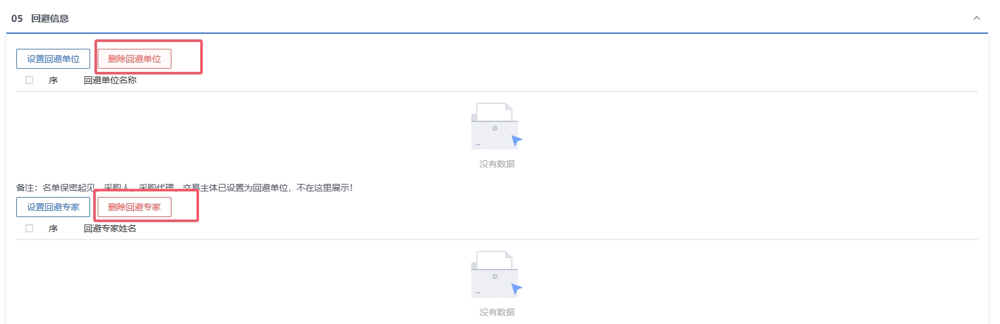 05 回避信息
设置回避单位 删除回避单位
序 回避单位名称
没有数据
备注：名单保密起见，采购人，采购代理，交易主体已设置为回避单位，不在这里展示！
设置回避专家 删除回避专家
序 回避专家姓名
没有数据